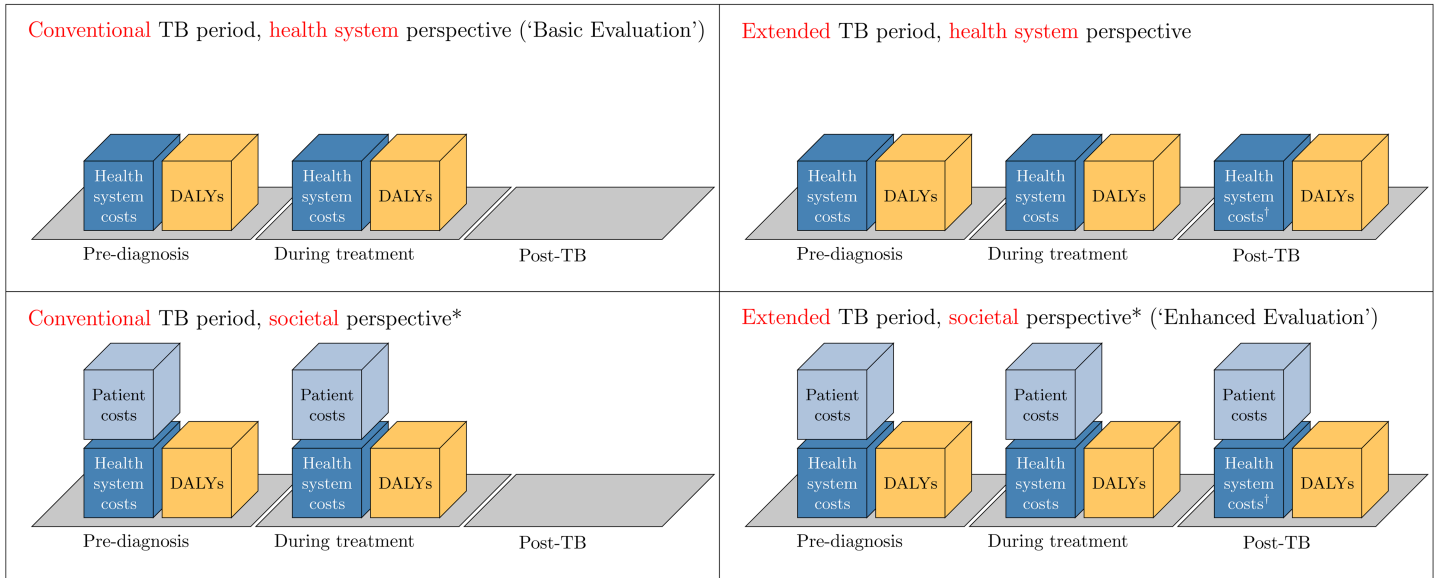 Conventional TB period, health system perspective (‘Basic Evaluation’)
Health
system
costs
DALYs
Health
system
costs
DALYs
Pre-diagnosis
During treatment
Post-TB
Extended TB period, health system perspective
Health
system
costs
DALYs
Health
system
costs
DALYs
Health
system
costs†
DALYs
Pre-diagnosis
During treatment
Post-TB
Conventional TB period, societal perspective*
Patient
costs
Patient
costs
Health
system
costs
DALYs
Health
system
costs
DALYs
Pre-diagnosis
During treatment
Post-TB
Extended TB period, societal perspective* (‘Enhanced Evaluation’)
Patient
costs
Patient
costs
Patient
costs
Health
system
costs
DALYs
Health
system
costs
DALYs
Health
system
costs†
DALYs
Pre-diagnosis
During treatment
Post-TB